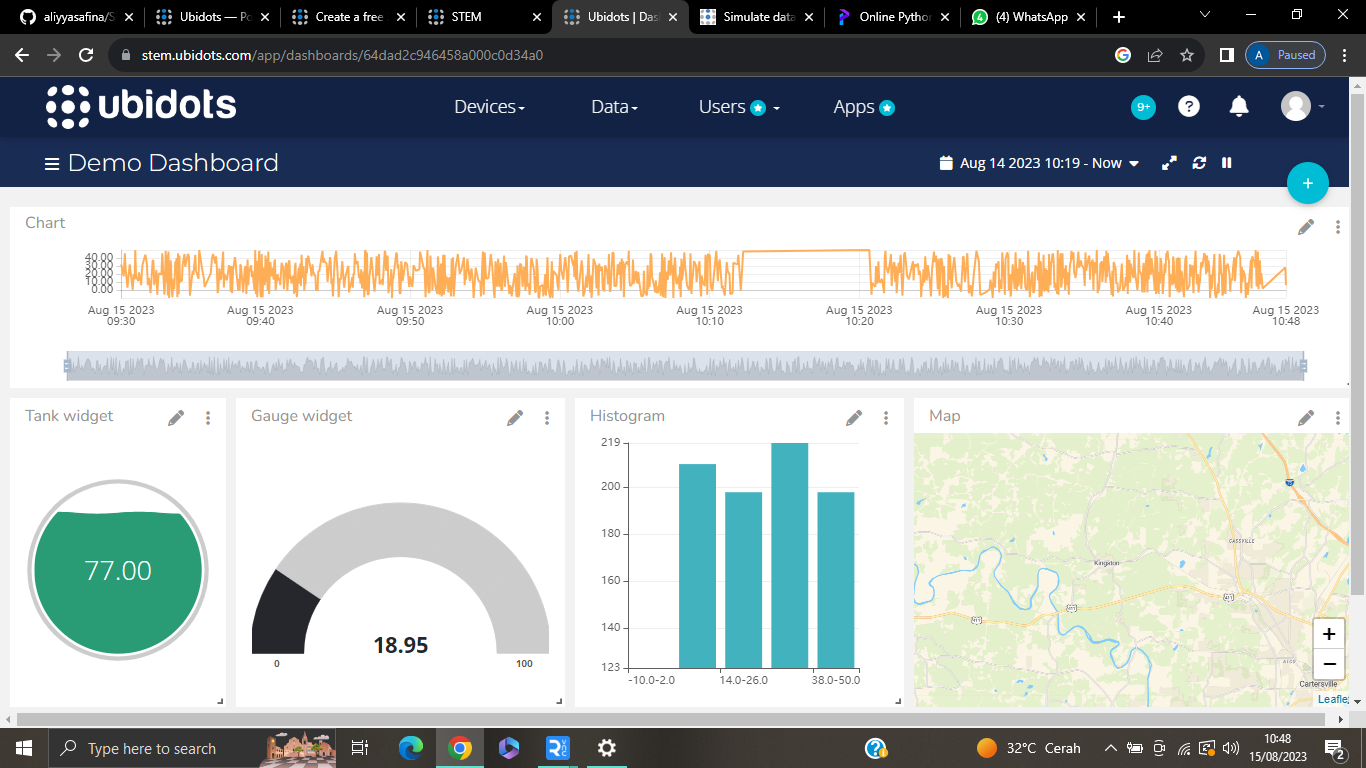 aliyyasafina/S
Ubidots — Po
Create a free
STEM
Ubidots | Das
Simulate data
Online Python
(4) WhatsApp
stem.ubidots.com/app/dashboards/64dad2c946458a000c0d34a0
A Paused
ubidots
Devices
Data
Users
Apps
9+
?
Demo Dashboard
Aug 14 2023 10:19 - Now
+
Chart
40.00
30.00
20.00
10.00
0.00
Aug 15 2023 09:30
Aug 15 2023 09:40
Aug 15 2023 09:50
Aug 15 2023 10:00
Aug 15 2023 10:10
Aug 15 2023 10:20
Aug 15 2023 10:30
Aug 15 2023 10:40
Aug 15 2023 10:48
Tank widget
77.00
Gauge widget
18.95
0
100
Histogram
219
200
180
160
140
123
-10.0-2.0
14.0-26.0
38.0-50.0
Map
CASSVILLE
Kingston
411
411
411
Cartersville
+
−
Leafle
Type here to search
32°C Cerah
10:48
15/08/2023
2